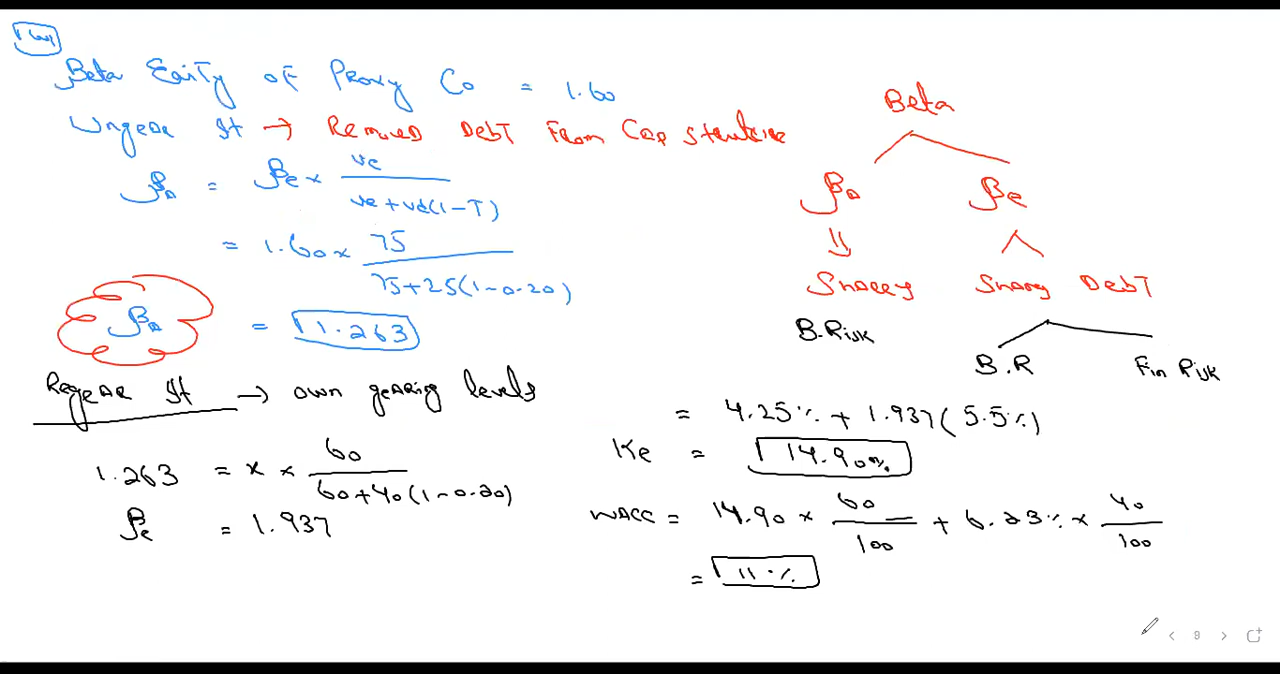 Beta Eqity of Proxy Co = 1.60
Ungear It → Removed Debt From Cap structure
βa = βe × ve / ve + vd(1-T)
= 1.60 × 75 / 75+25(1-0.20)
βa = 1.263
Regear It → own gearing levels
1.263 = x × 60 / 60+40(1-0.20)
βe = 1.937
Beta
βa βe
Debt
B.Risk
B.R Fin Risk
= 4.25% + 1.937(5.5%)
Ke = 14.90%
WACC = 14.90 × 60 / 100 + 6.23% × 40 / 100
= 11%
9